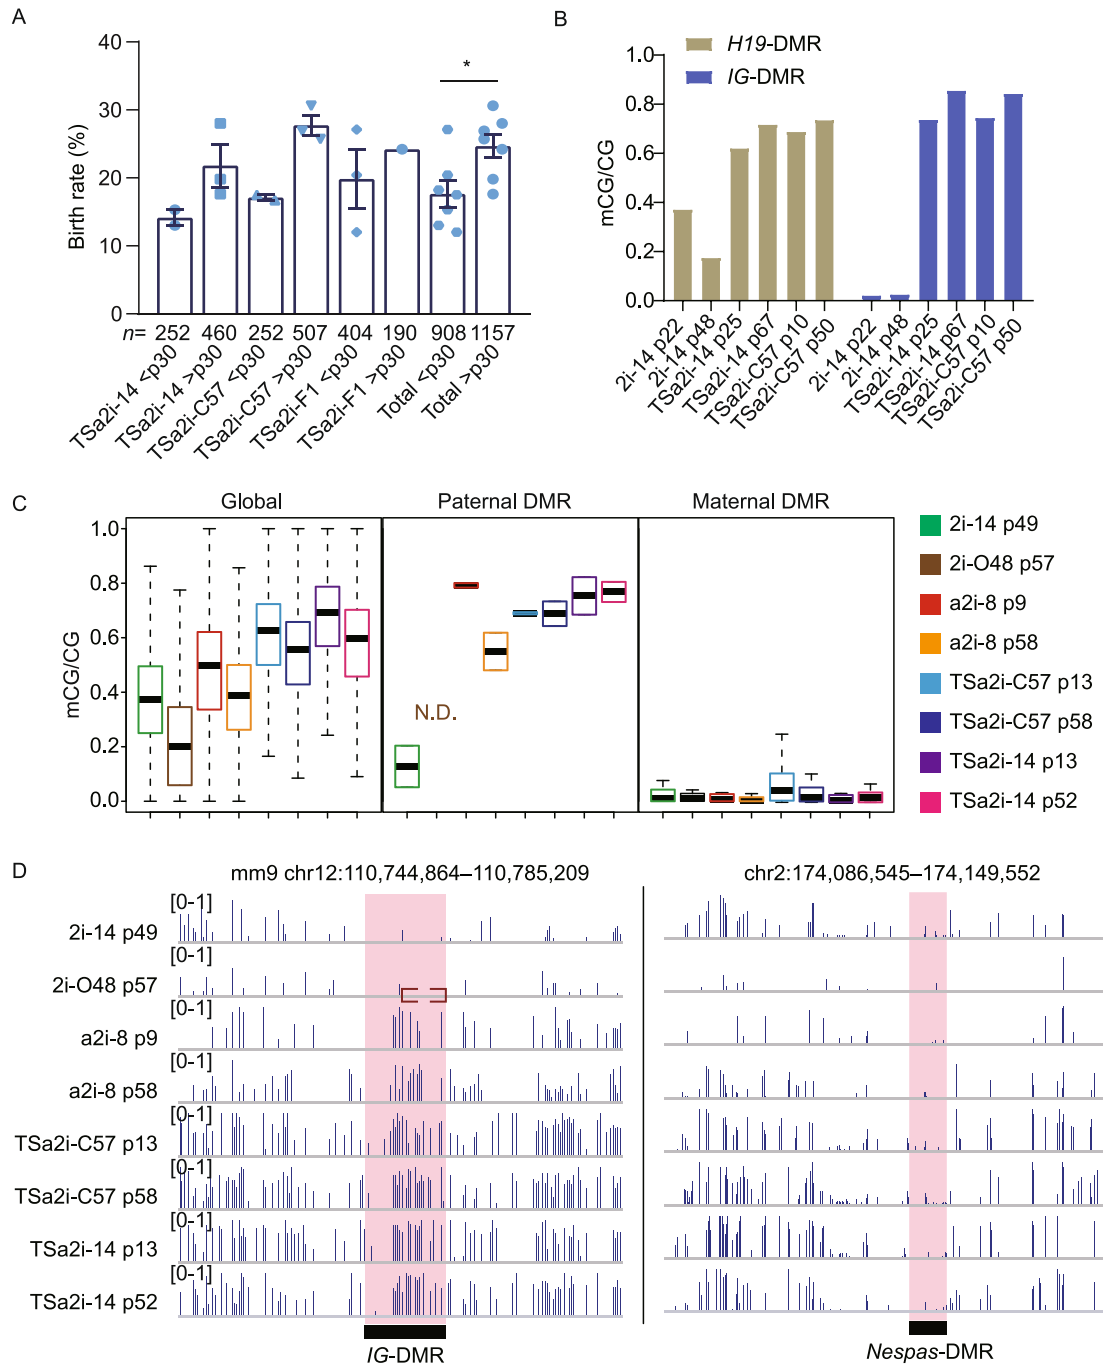 A
Birth rate (%)
40
30
20
10
0
*
n= 252 460 252 507 404 190 908 1157
TSa2i-14 <p30
TSa2i-14 >p30
TSa2i-C57 <p30
TSa2i-C57 >p30
TSa2i-F1 <p30
TSa2i-F1 >p30
Total <p30
Total >p30
B
H19-DMR
IG-DMR
mCG/CG
1.0
0.8
0.6
0.4
0.2
0.0
2i-14 p22
2i-14 p48
TSa2i-14 p25
TSa2i-14 p67
TSa2i-C57 p10
TSa2i-C57 p50
2i-14 p22
2i-14 p48
TSa2i-14 p25
TSa2i-14 p67
TSa2i-C57 p10
TSa2i-C57 p50
C
Global
Paternal DMR
Maternal DMR
mCG/CG
1.0
0.8
0.6
0.4
0.2
0.0
N.D.
2i-14 p49
2i-O48 p57
a2i-8 p9
a2i-8 p58
TSa2i-C57 p13
TSa2i-C57 p58
TSa2i-14 p13
TSa2i-14 p52
D
mm9 chr12:110,744,864–110,785,209
chr2:174,086,545–174,149,552
[0-1]
2i-14 p49
[0-1]
2i-O48 p57
[0-1]
a2i-8 p9
[0-1]
a2i-8 p58
[0-1]
TSa2i-C57 p13
[0-1]
TSa2i-C57 p58
[0-1]
TSa2i-14 p13
[0-1]
TSa2i-14 p52
IG-DMR
Nespas-DMR